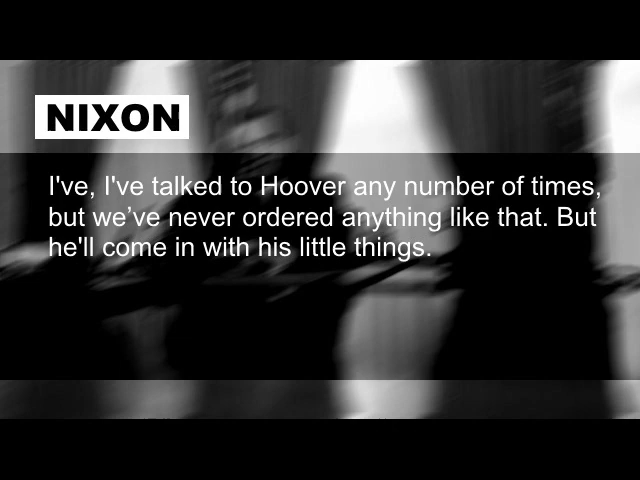 NIXON
I've, I've talked to Hoover any number of times,
but we’ve never ordered anything like that. But
he'll come in with his little things.